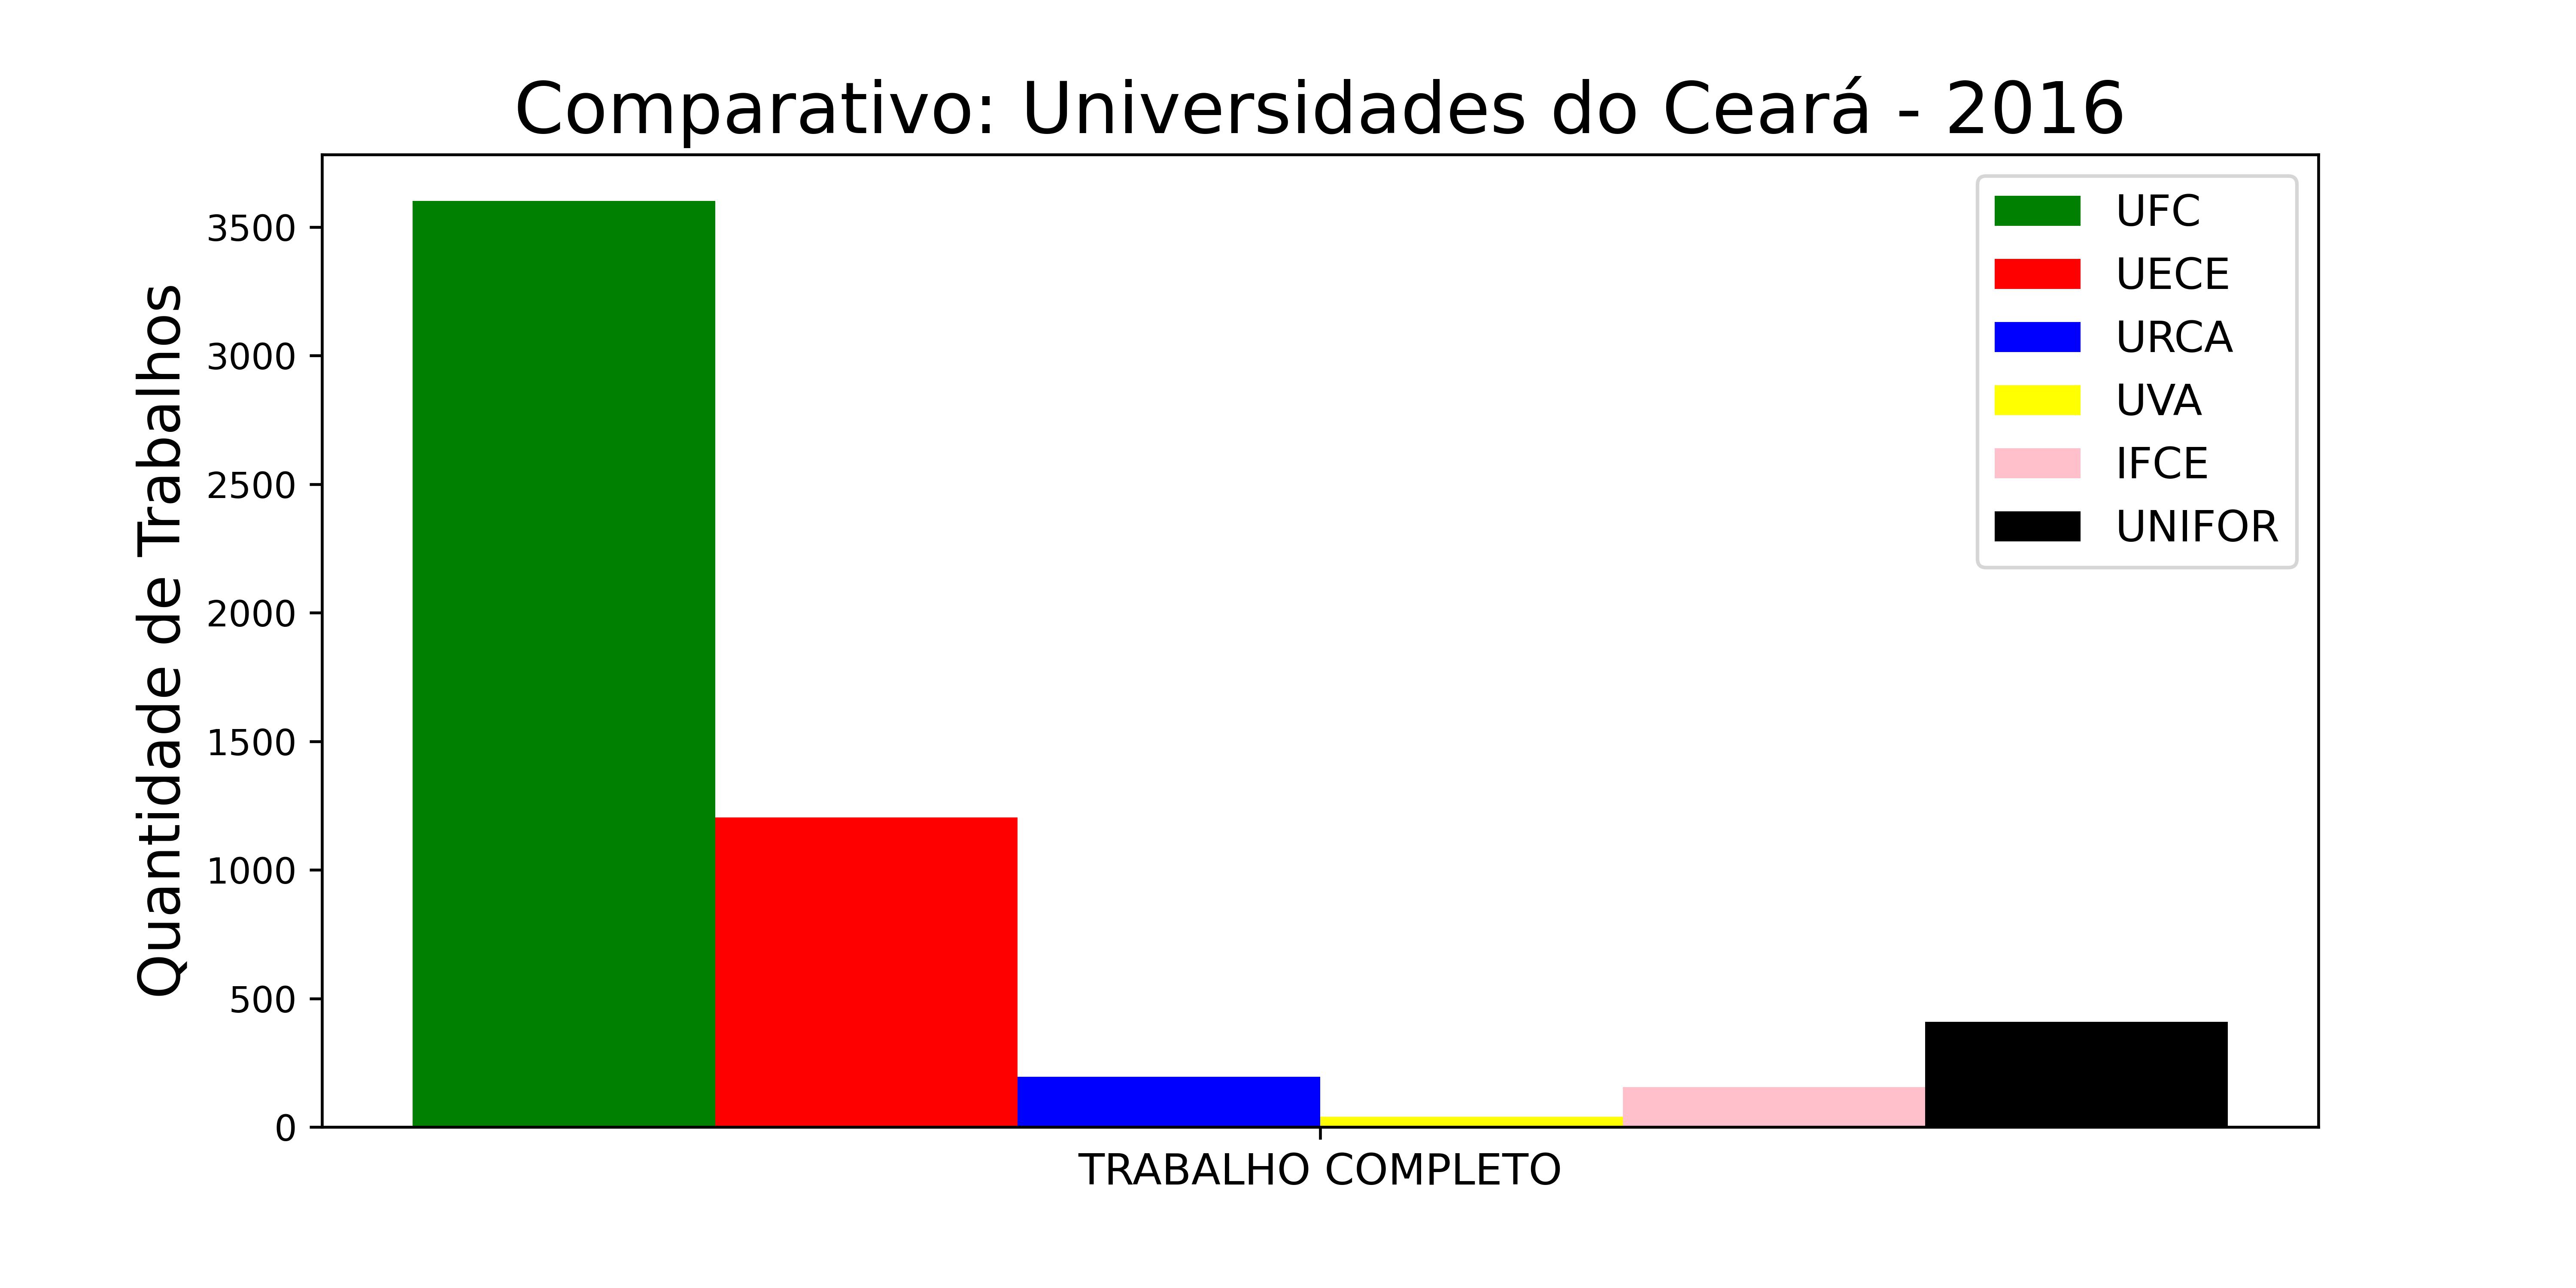 Comparativo: Universidades do Ceará - 2016
Quantidade de Trabalhos
3500
3000
2500
2000
1500
1000
500
0
TRABALHO COMPLETO
UFC
UECE
URCA
UVA
IFCE
UNIFOR